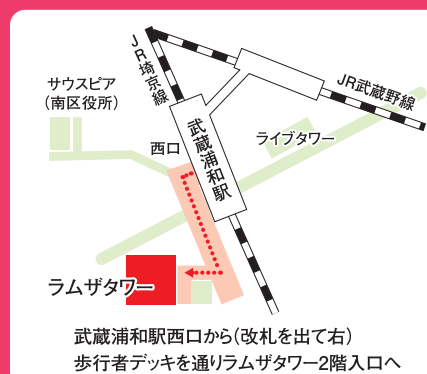 JR埼京線
JR武蔵野線
サウスピア
(南区役所)
武蔵浦和駅
ライブタワー
西口
ラムザタワー
武蔵浦和駅西口から(改札を出て右)
歩行者デッキを通りラムザタワー2階入口へ